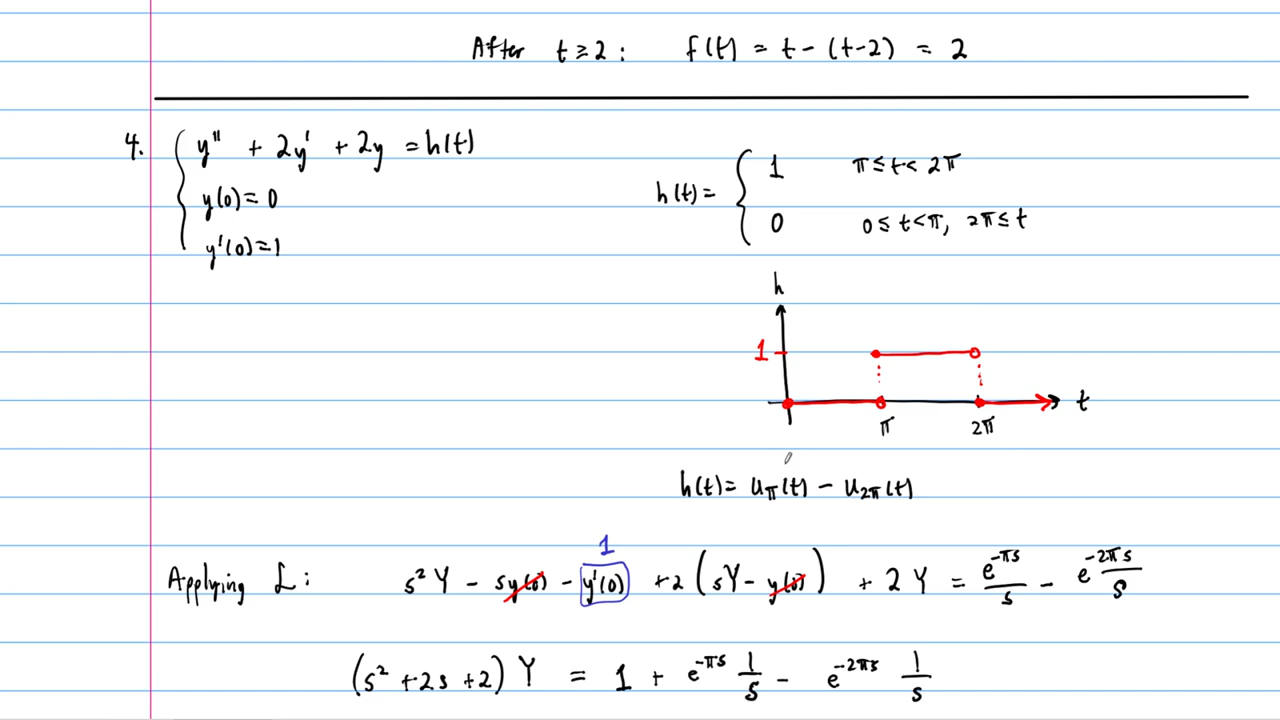 After t ≥ 2 : f(t) = t - (t-2) = 2
4. { y'' + 2y' + 2y = h(t)
y(0) = 0
y'(0) = 1
h(t) = { 1 π ≤ t < 2π
0 0 ≤ t < π, 2π ≤ t
h
1
t
π 2π
h(t) = u_π(t) - u_2π(t)
1
Applying ℒ: s² Y - sy(0) - y'(0) + 2 (sY - y(0)) + 2 Y = e^(-πs)/s - e^(-2πs)/s
(s² + 2s + 2) Y = 1 + e^(-πs) 1/s - e^(-2πs) 1/s